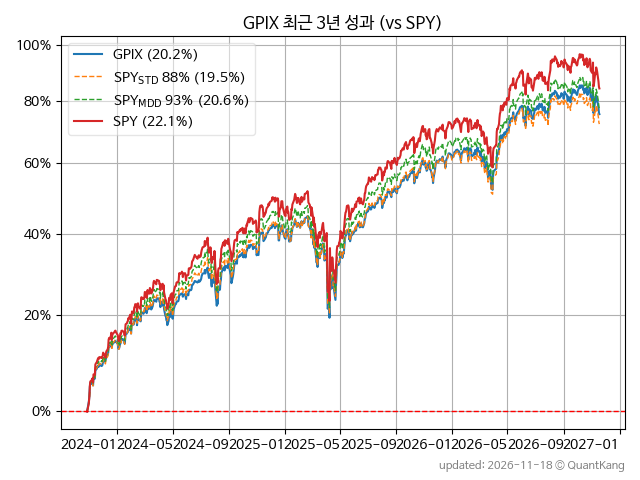 GPIX 최근 3년 성과 (vs SPY)
100%
80%
60%
40%
20%
0%
GPIX (20.2%)
SPY_STD 88% (19.5%)
SPY_MDD 93% (20.6%)
SPY (22.1%)
2024-01 2024-05 2024-09 2025-01 2025-05 2025-09 2026-01 2026-05 2026-09 2027-01
updated: 2026-11-18 © QuantKang